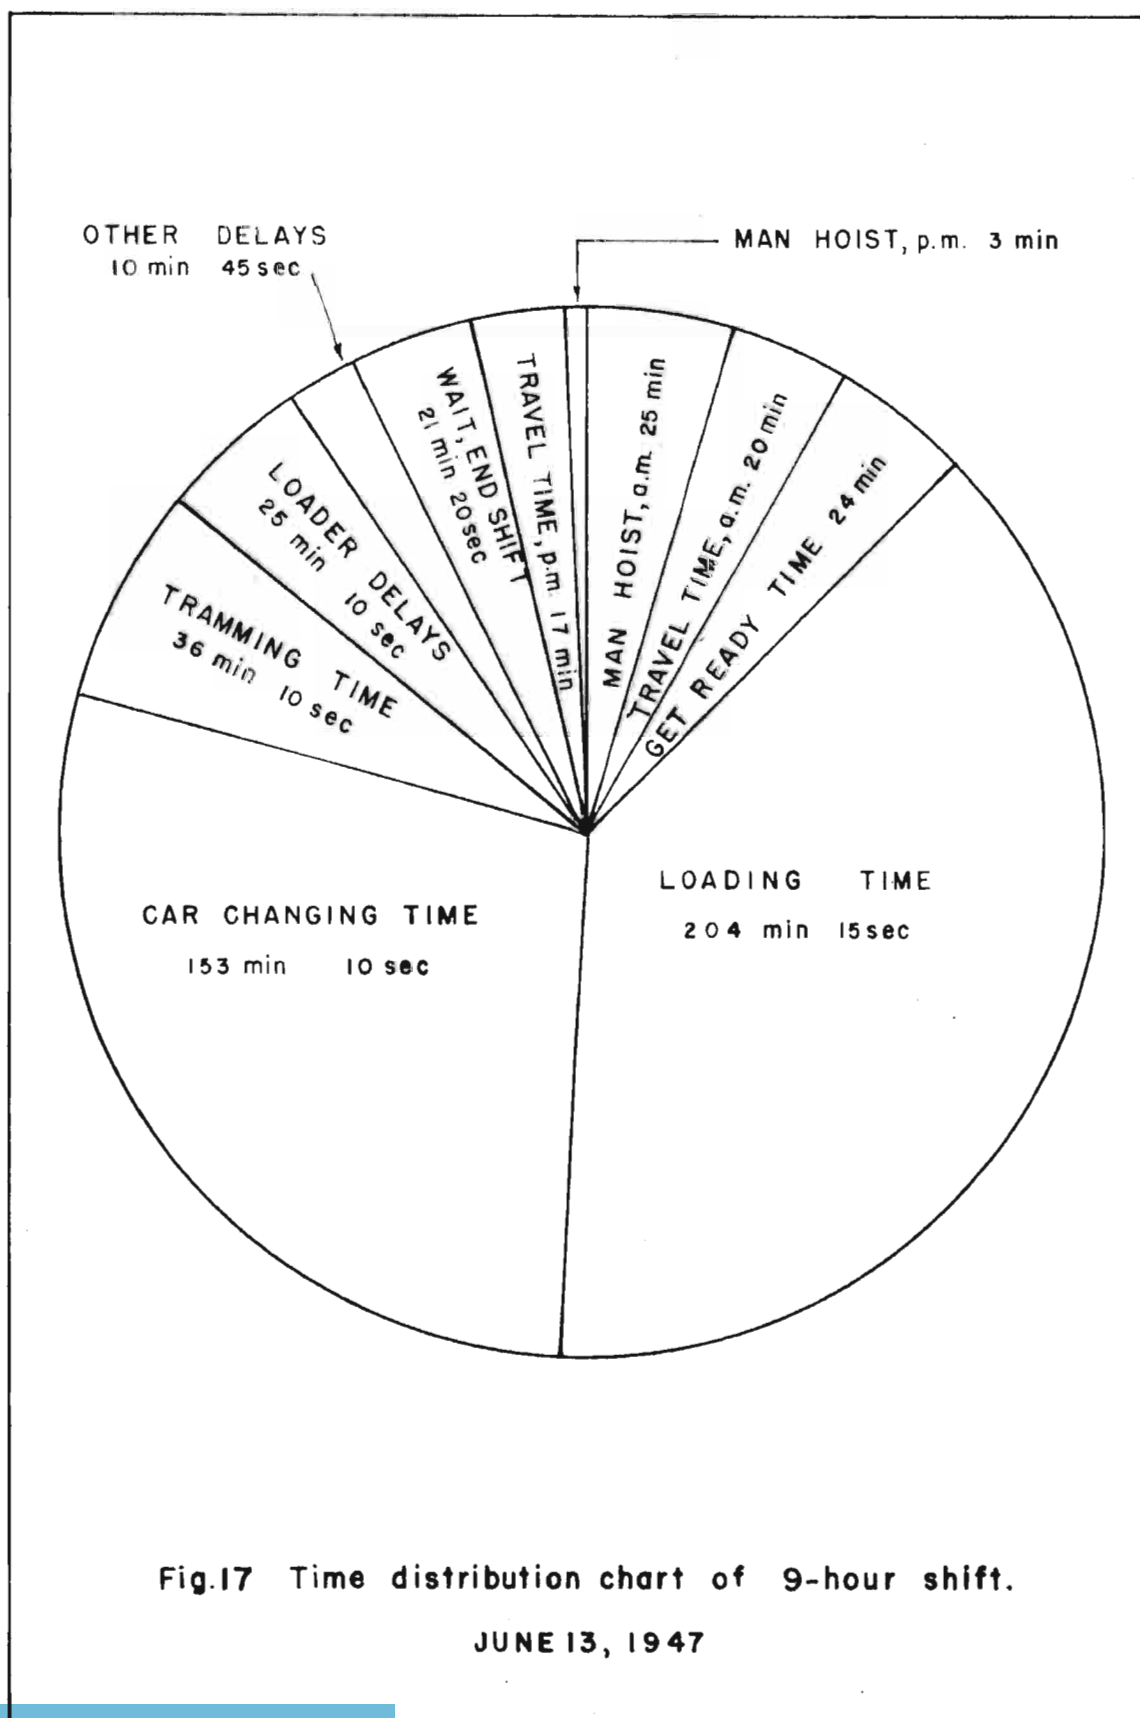 OTHER DELAYS
10 min 45 sec
MAN HOIST, p.m. 3 min
WAIT, END SHIFT
21 min 20 sec
TRAVEL TIME, p.m. 17 min
MAN HOIST, a.m. 25 min
TRAVEL TIME, a.m. 20 min
GET READY TIME 24 min
LOADER DELAYS
25 min 10 sec
TRAMMING TIME
36 min 10 sec
LOADING TIME
204 min 15 sec
CAR CHANGING TIME
153 min 10 sec
Fig.17 Time distribution chart of 9-hour shift.
JUNE 13, 1947